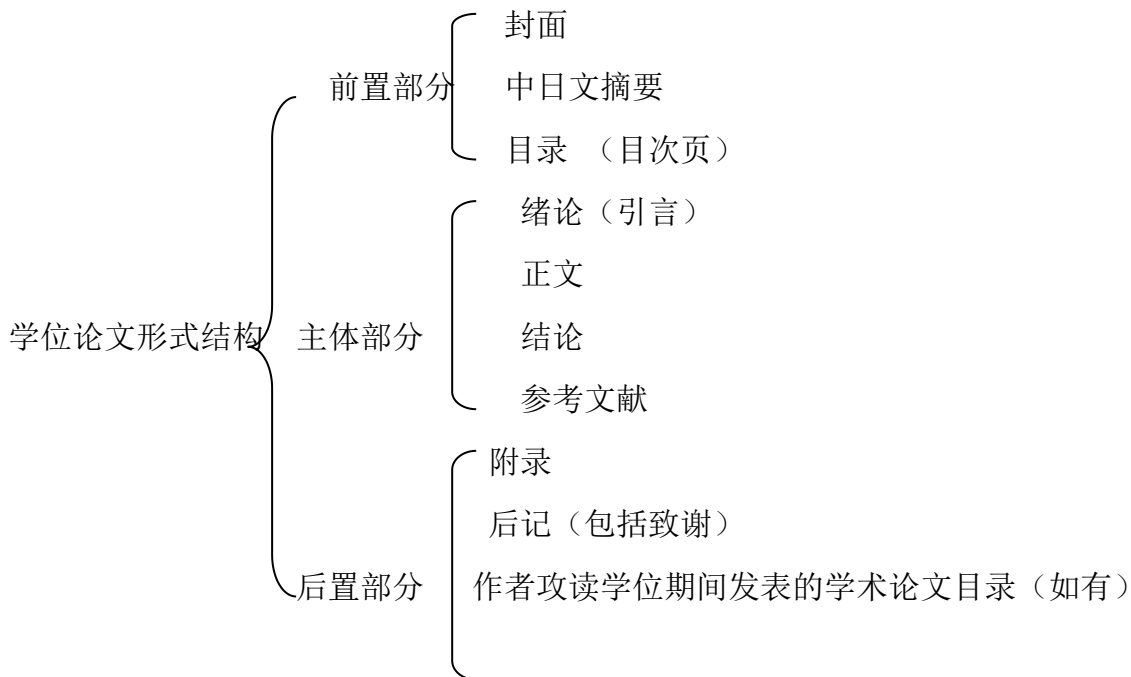 封面
前置部分
中日文摘要
目录 （目次页）
绪论（引言）
正文
学位论文形式结构
主体部分
结论
参考文献
附录
后记（包括致谢）
后置部分
作者攻读学位期间发表的学术论文目录（如有）